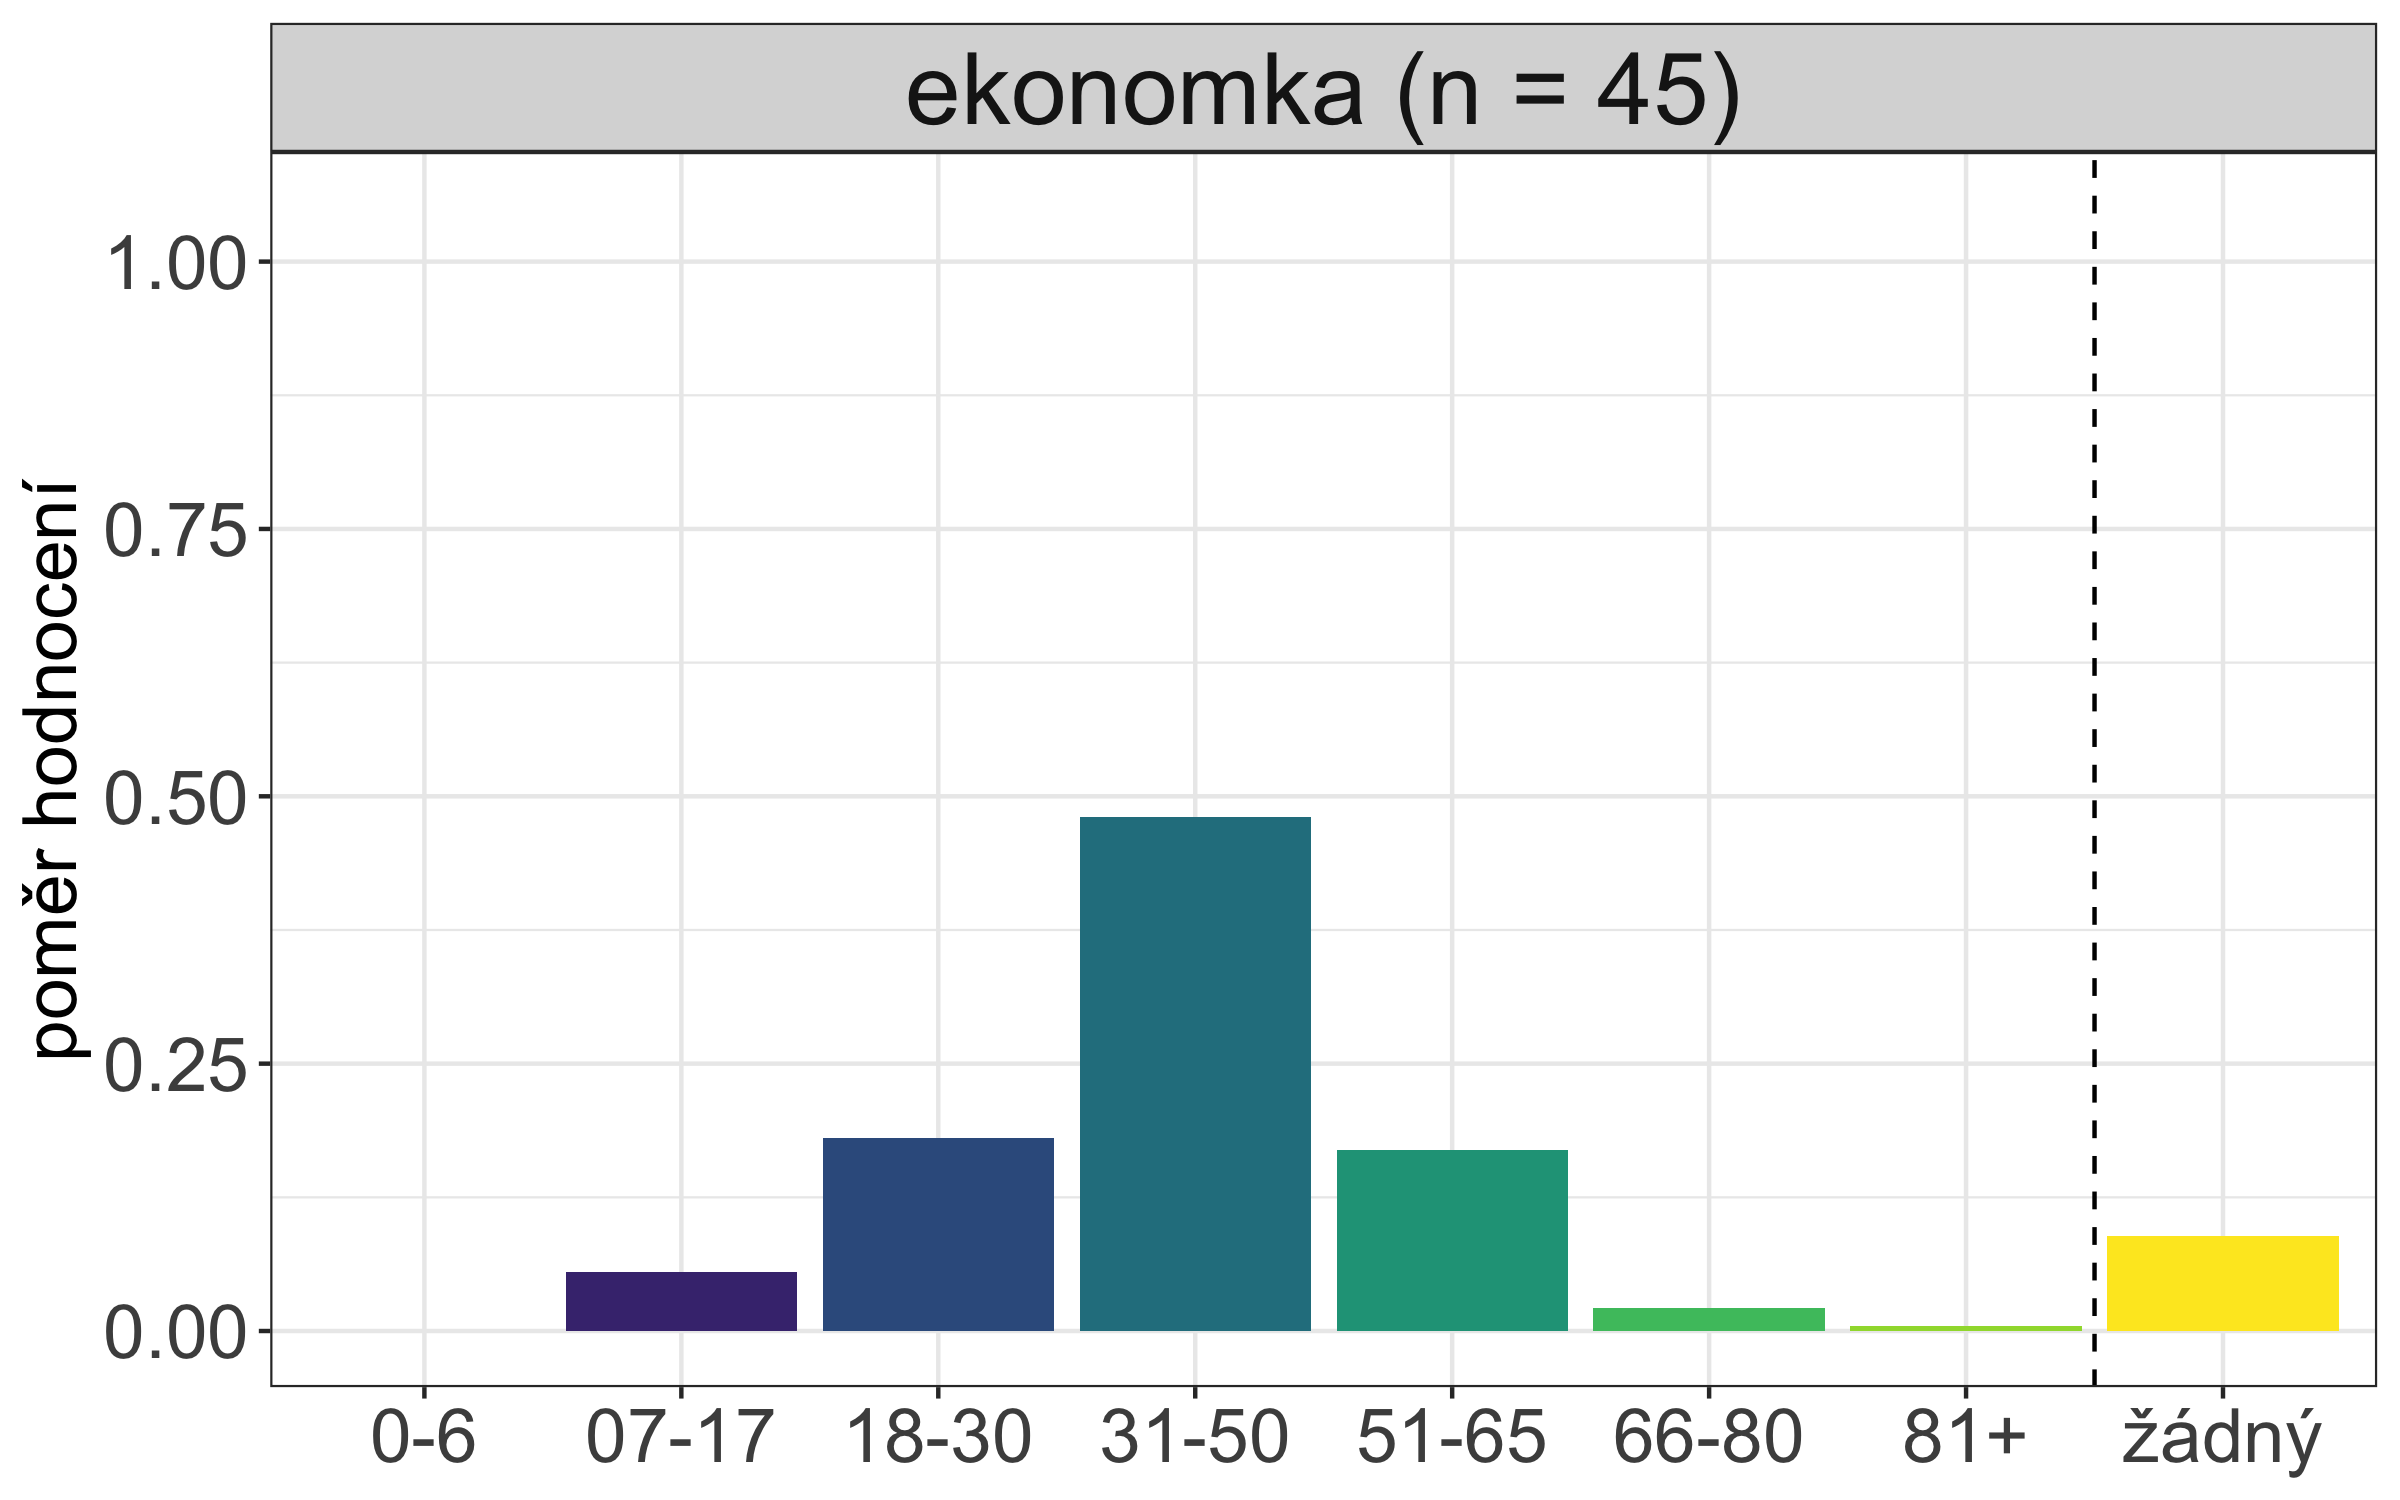 ekonomka (n = 45)
poměr hodnocení
1.00
0.75
0.50
0.25
0.00
0-6 07-17 18-30 31-50 51-65 66-80 81+ žádný